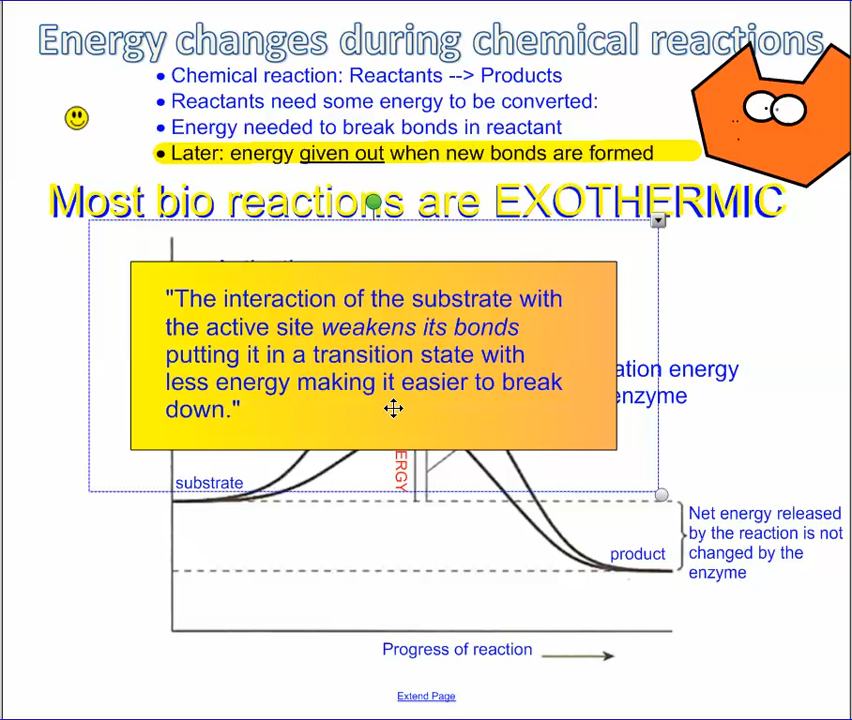 Energy changes during chemical reactions
• Chemical reaction: Reactants --> Products
• Reactants need some energy to be converted:
• Energy needed to break bonds in reactant
• Later: energy given out when new bonds are formed
Most bio reactions are EXOTHERMIC
"The interaction of the substrate with
the active site weakens its bonds
putting it in a transition state with
less energy making it easier to break
down."
energy
enzyme
substrate
Net energy released
by the reaction is not
changed by the
enzyme
product
Progress of reaction
Extend Page